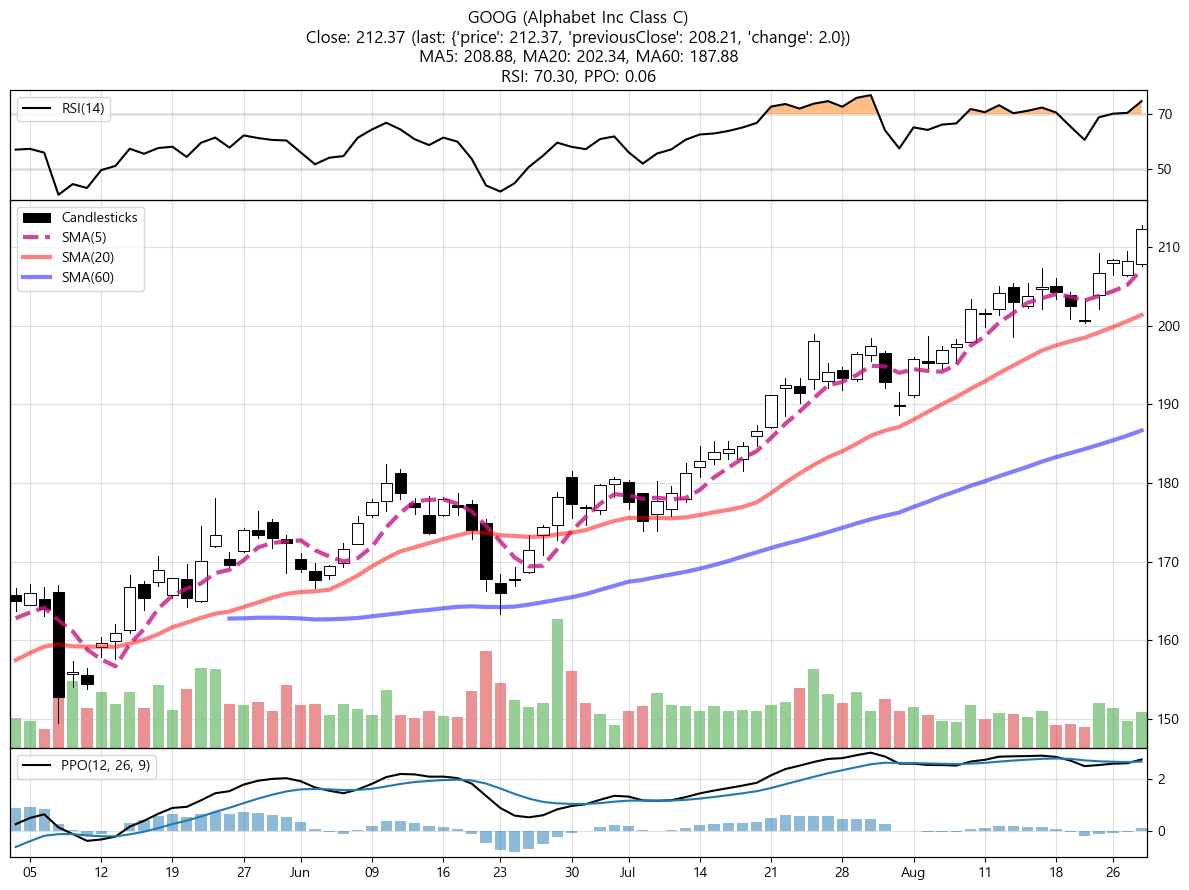 GOOG (Alphabet Inc Class C)
Close: 212.37 (last: {'price': 212.37, 'previousClose': 208.21, 'change': 2.0})
MA5: 208.88, MA20: 202.34, MA60: 187.88
RSI: 70.30, PPO: 0.06
RSI(14)
70
50
Candlesticks
SMA(5)
SMA(20)
SMA(60)
210
200
190
180
170
160
150
PPO(12, 26, 9)
2
0
05 12 19 27 Jun 09 16 23 30 Jul 14 21 28 Aug 11 18 26